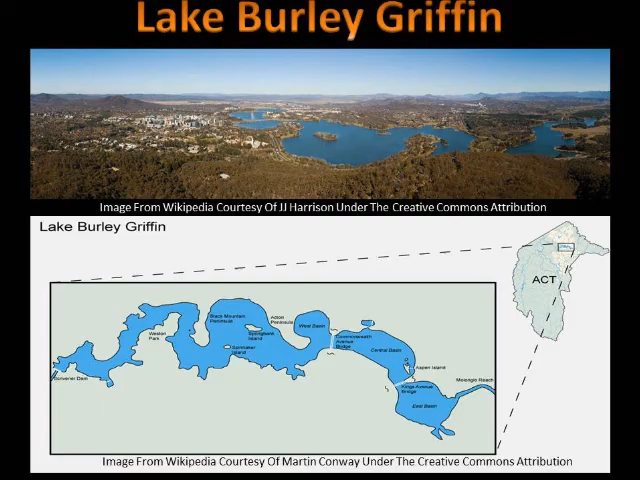 Lake Burley Griffin
Image From Wikipedia Courtesy Of JJ Harrison Under The Creative Commons Attribution
Lake Burley Griffin
ACT
Black Mountain
Peninsula
Acton
Peninsula
West Basin
Weston
Park
Springbank
Island
Spinnaker
Island
Commonwealth
Avenue
Bridge
Central Basin
Aspen Island
Scrivener Dam
Molonglo Reach
Kings Avenue
Bridge
East Basin
Image From Wikipedia Courtesy Of Martin Conway Under The Creative Commons Attribution